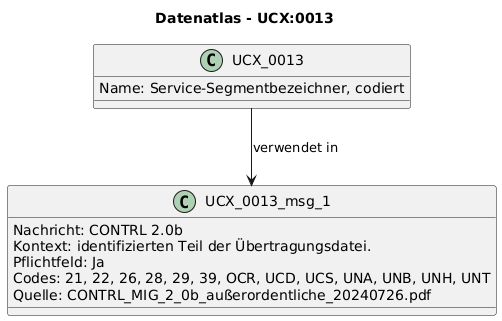 Datenatlas - UCX:0013
C UCX_0013
Name: Service-Segmentbezeichner, codiert
verwendet in
C UCX_0013_msg_1
Nachricht: CONTRL 2.0b
Kontext: identifizierten Teil der Übertragungsdatei.
Pflichtfeld: Ja
Codes: 21, 22, 26, 28, 29, 39, OCR, UCD, UCS, UNA, UNB, UNH, UNT
Quelle: CONTRL_MIG_2_0b_außerordentliche_20240726.pdf